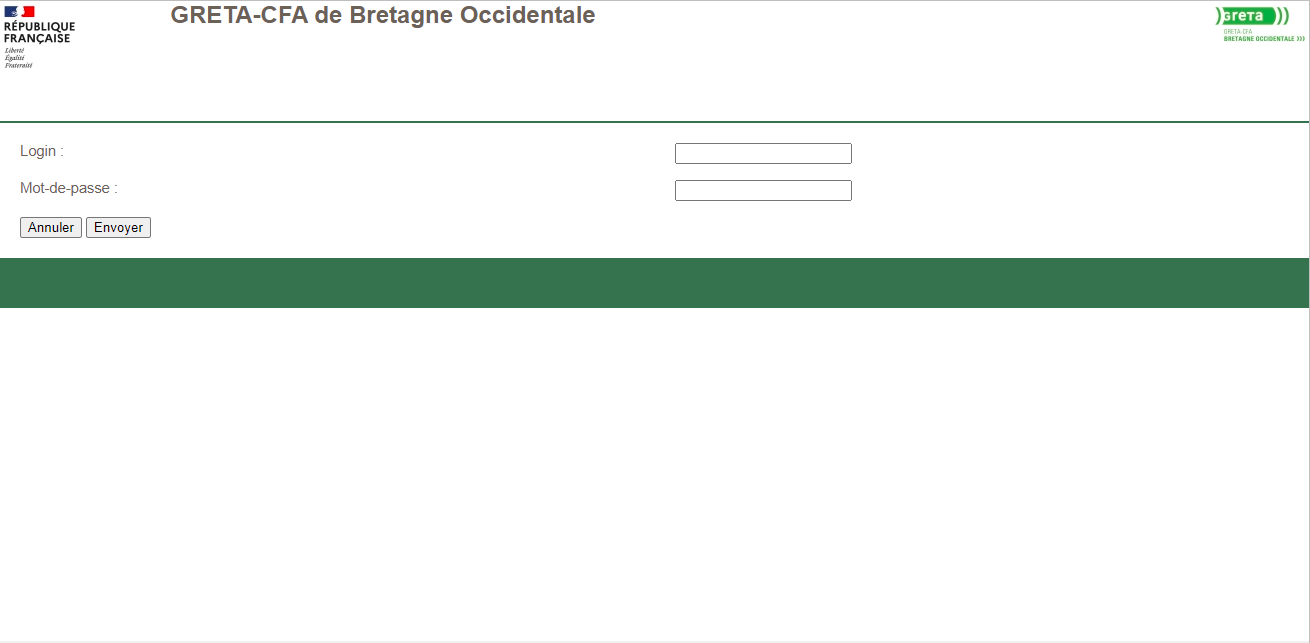 GRETA-CFA de Bretagne Occidentale
RÉPUBLIQUE
FRANÇAISE
Liberté
Égalité
Fraternité
GRETA
GRETA-CFA
BRETAGNE OCCIDENTALE )))
Login :
Mot-de-passe :
Annuler Envoyer